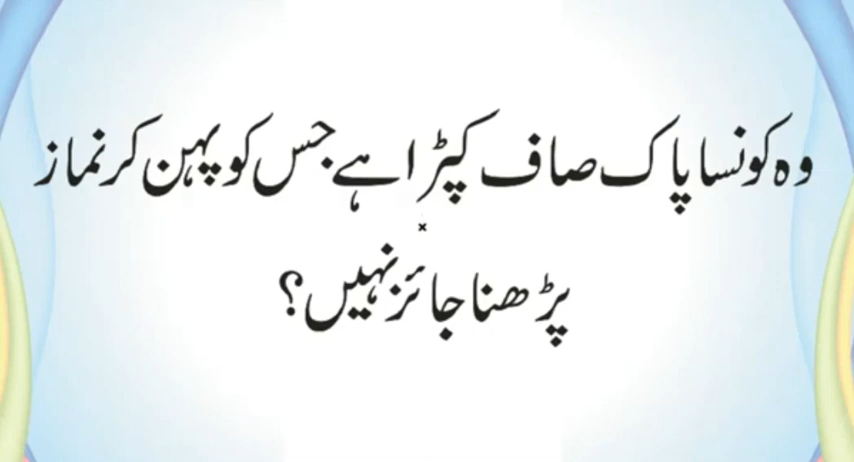 وہ کونسا پاک صاف کپڑا ہے جس کو پہن کر نماز
پڑھنا جائز نہیں؟